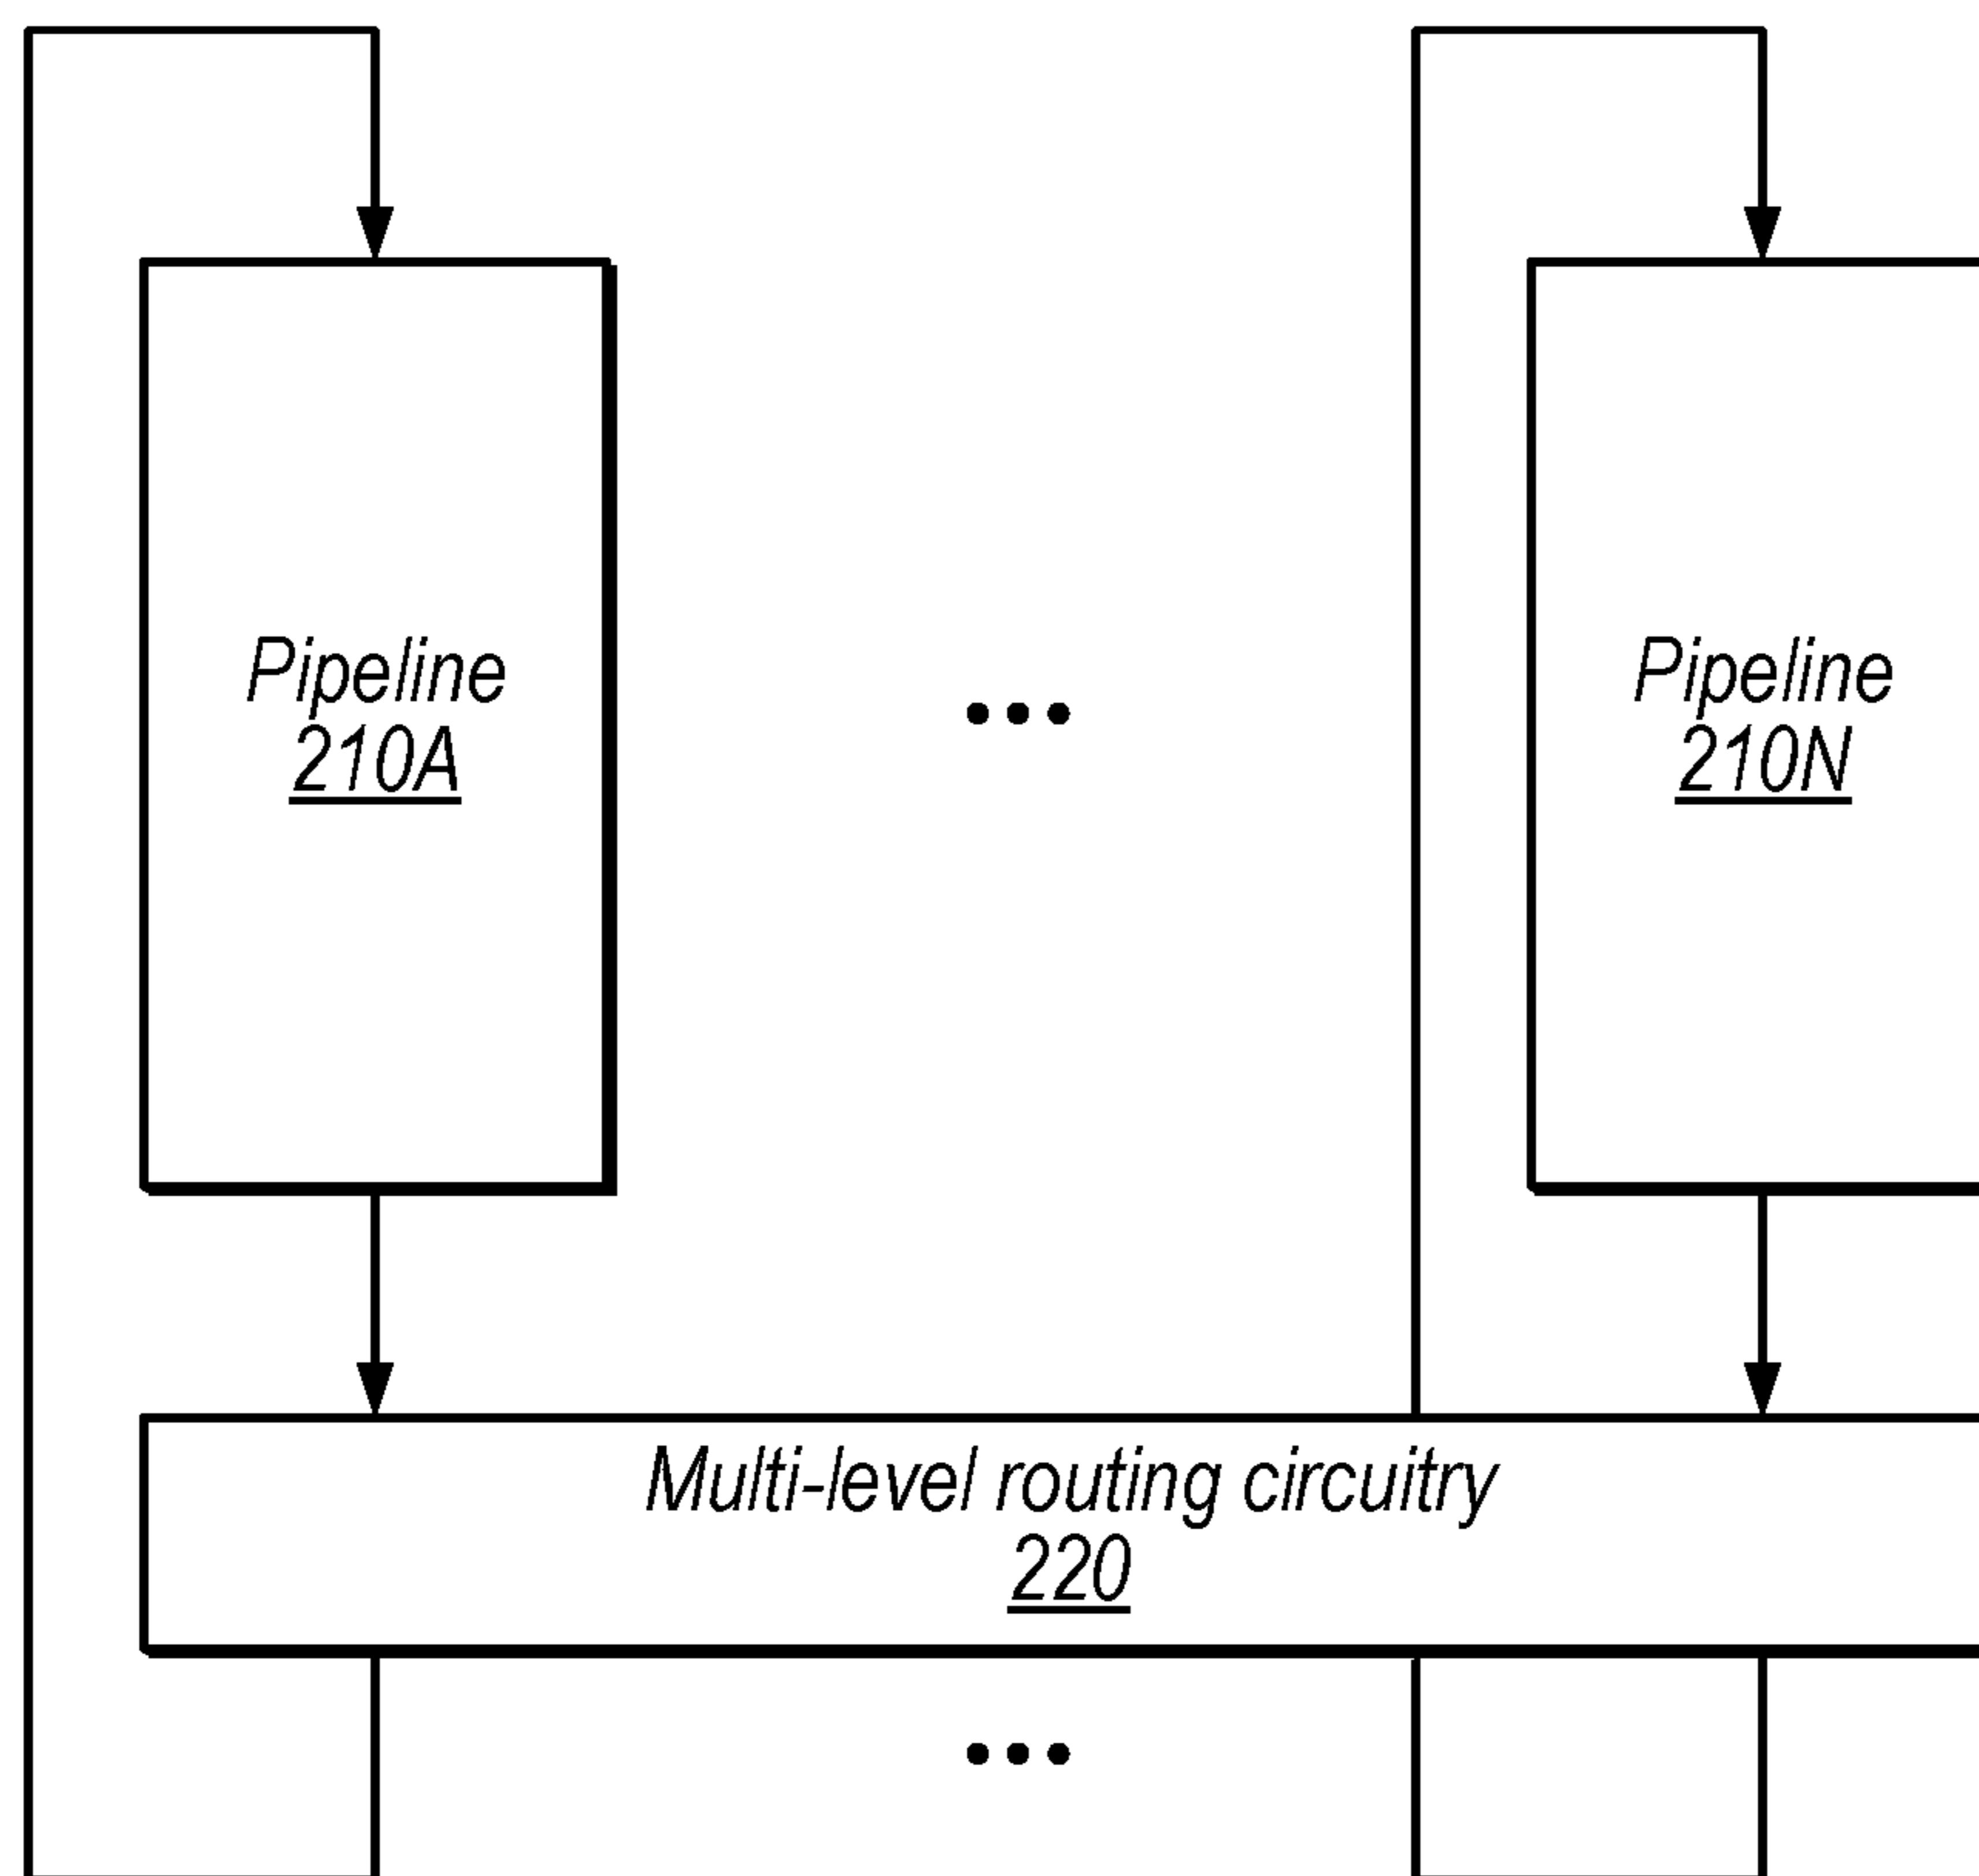 Pipeline
210A
•••
Pipeline
210N
Multi-level routing circuitry
220
•••